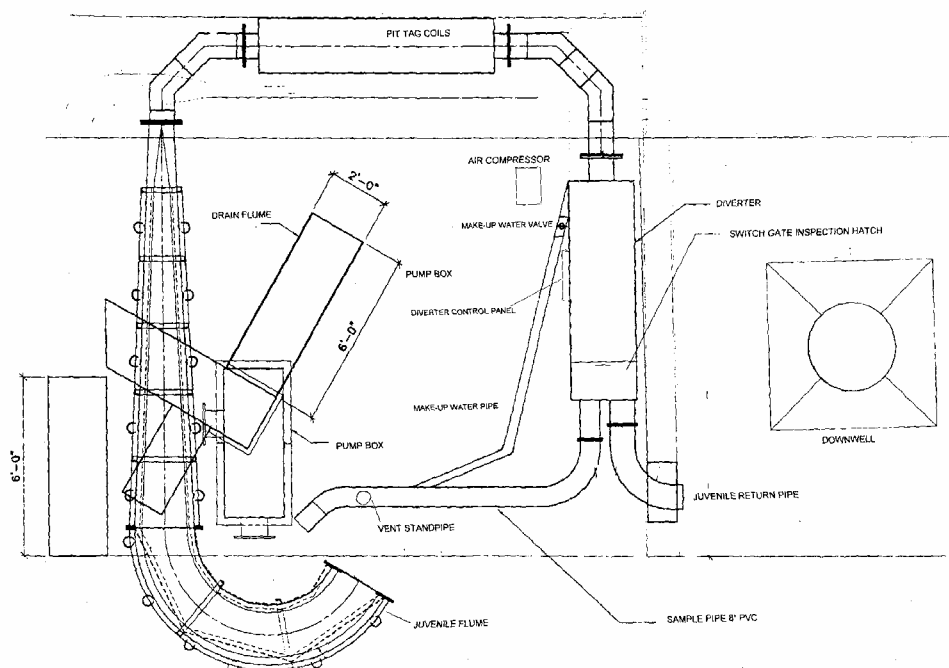 PIT TAG COILS
AIR COMPRESSOR
2'-0"
DRAIN FLUME
DIVERTER
MAKE-UP WATER VALVE
SWITCH GATE INSPECTION HATCH
PUMP BOX
DIVERTER CONTROL PANEL
6'-0"
MAKE-UP WATER PIPE
PUMP BOX
DOWNWELL
6'-0"
JUVENILE RETURN PIPE
VENT STANDPIPE
SAMPLE PIPE 8" PVC
JUVENILE FLUME